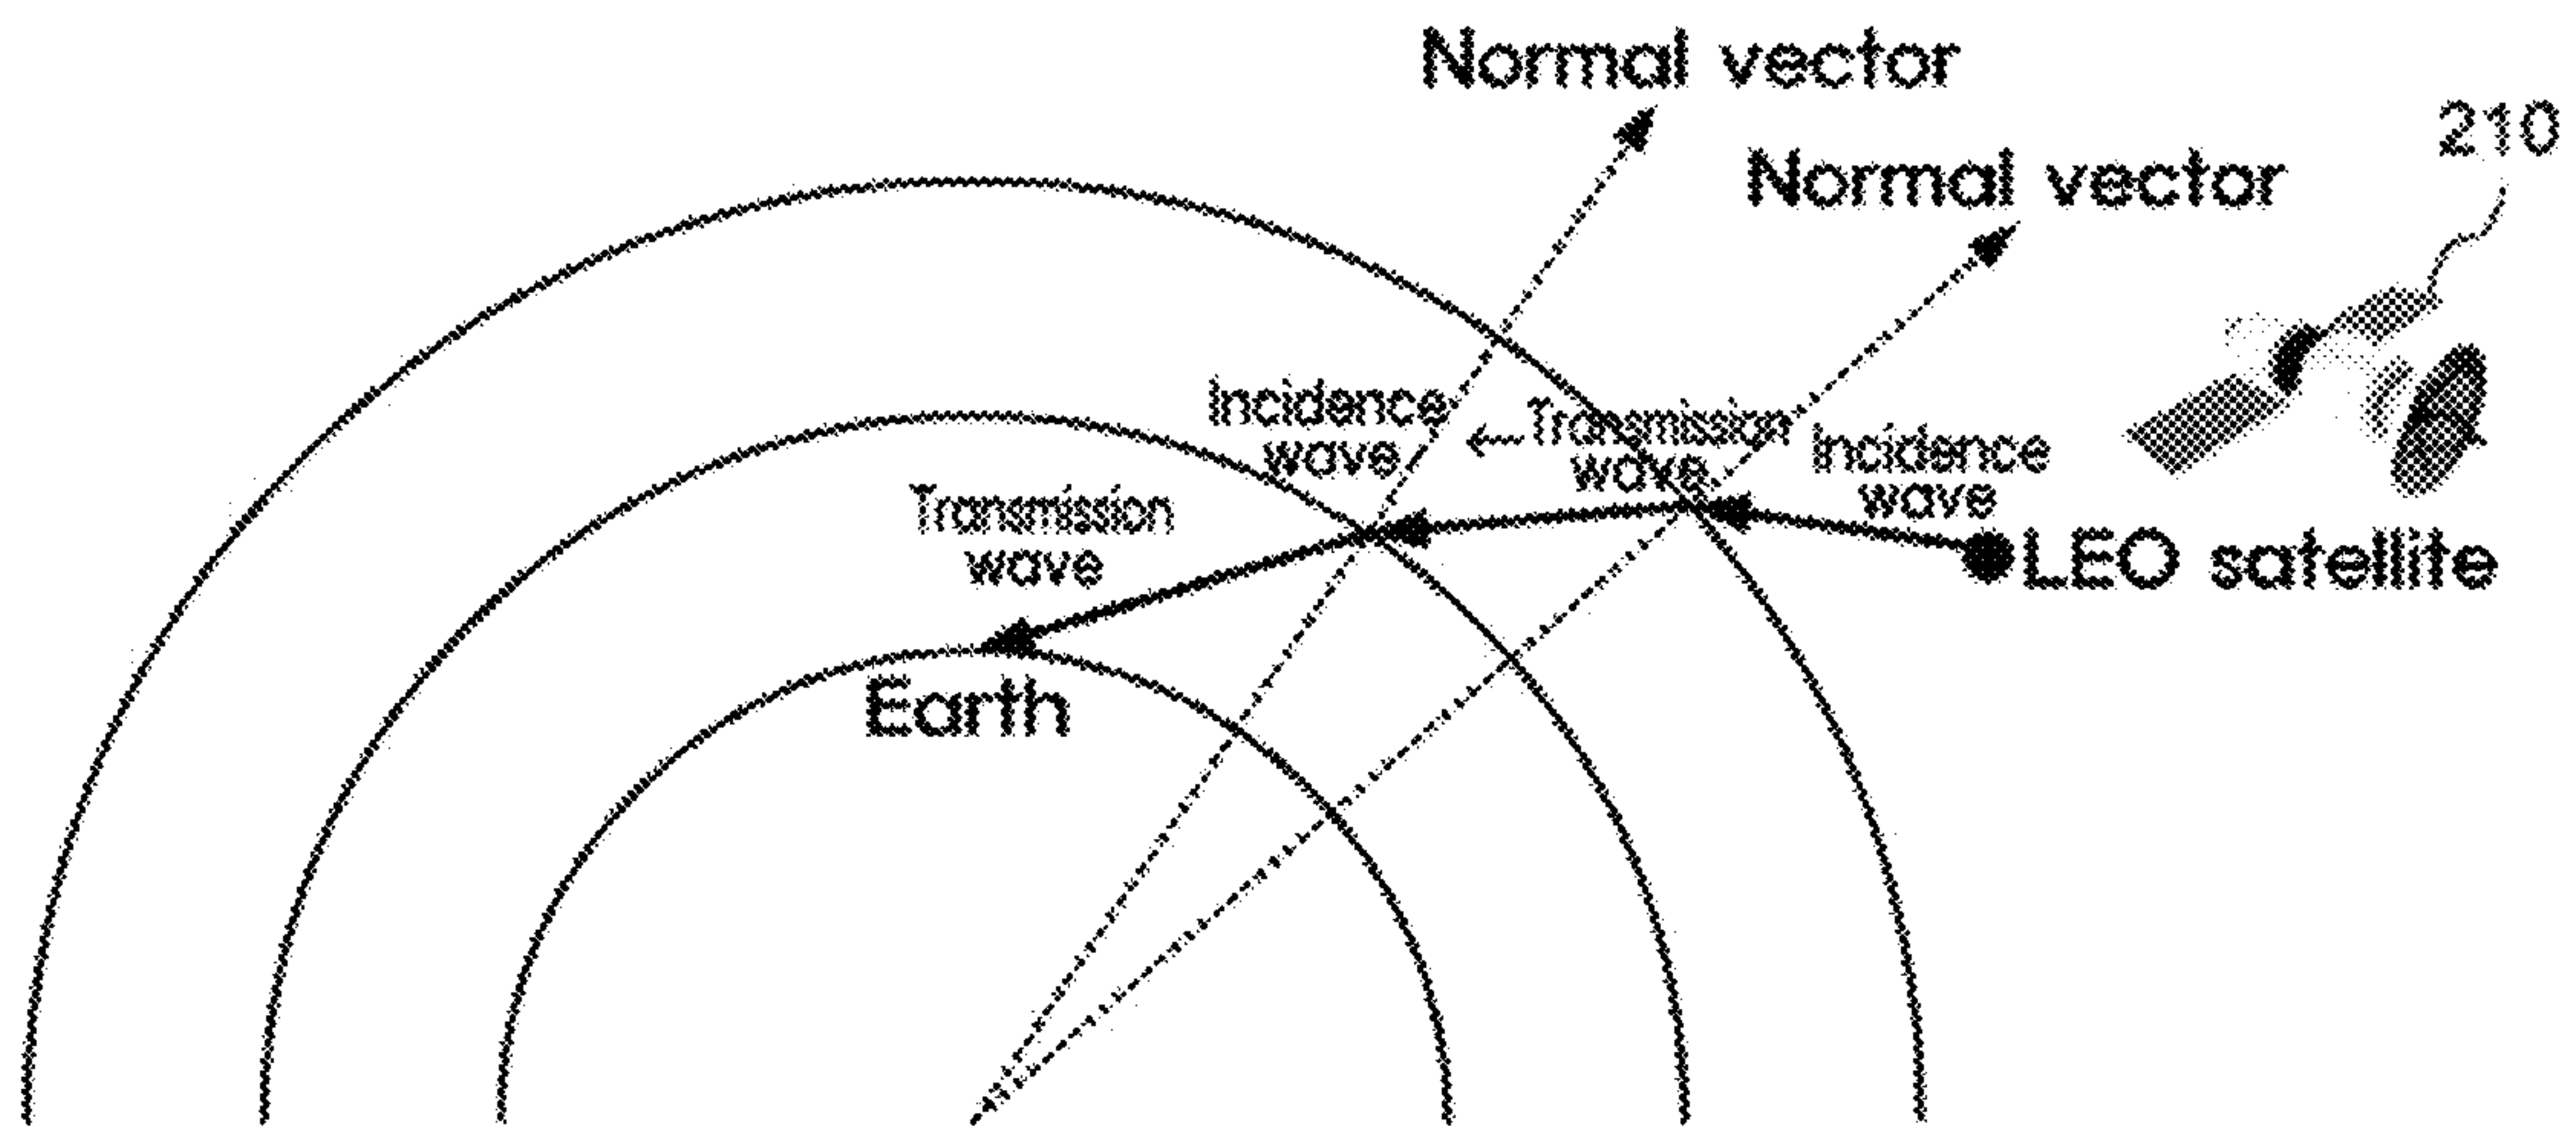 Normal vector
210
Normal vector
Incidence
wave
←Transmission
wave
Incidence
wave
Transmission
wave
LEO satellite
Earth